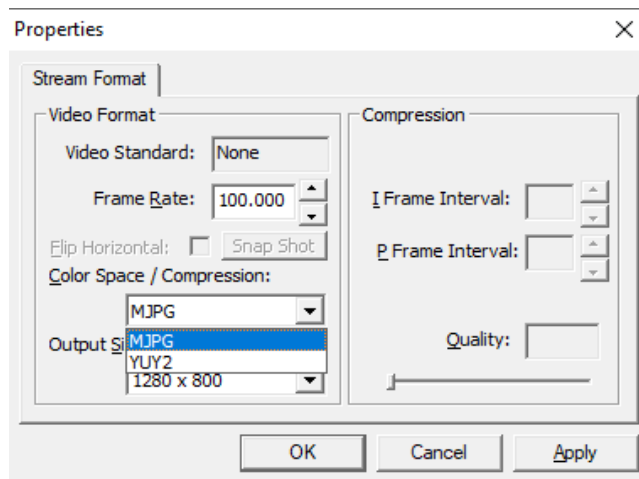 Properties
Stream Format
Video Format
Video Standard: None
Frame Rate: 100.000
Flip Horizontal: Snap Shot
Color Space / Compression:
MJPG
MJPG
YUY2
Output Si
1280 x 800
Compression
I Frame Interval:
P Frame Interval:
Quality:
OK Cancel Apply